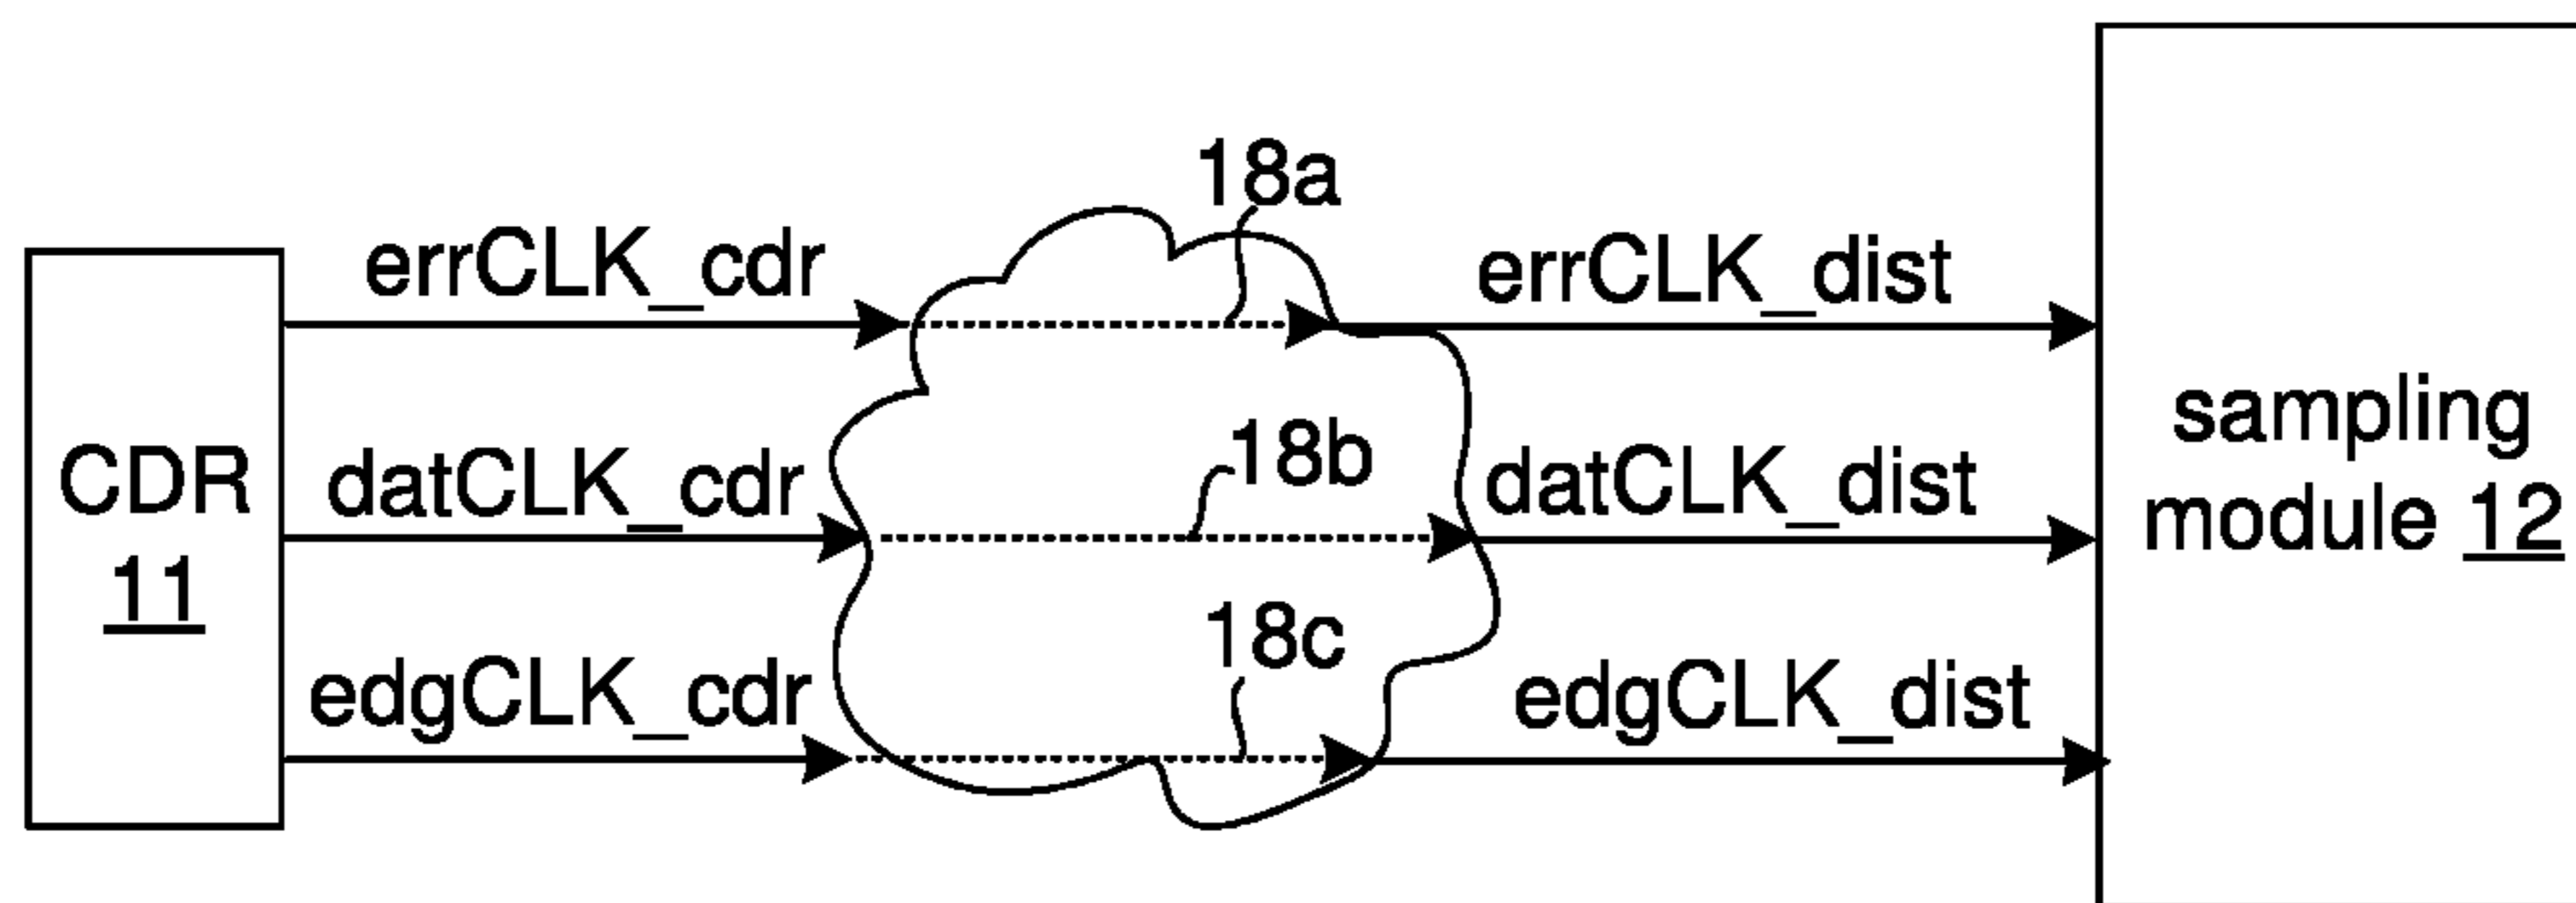 18a
errCLK_cdr
errCLK_dist
CDR
11
datCLK_cdr
18b
datCLK_dist
sampling
module 12
edgCLK_cdr
18c
edgCLK_dist